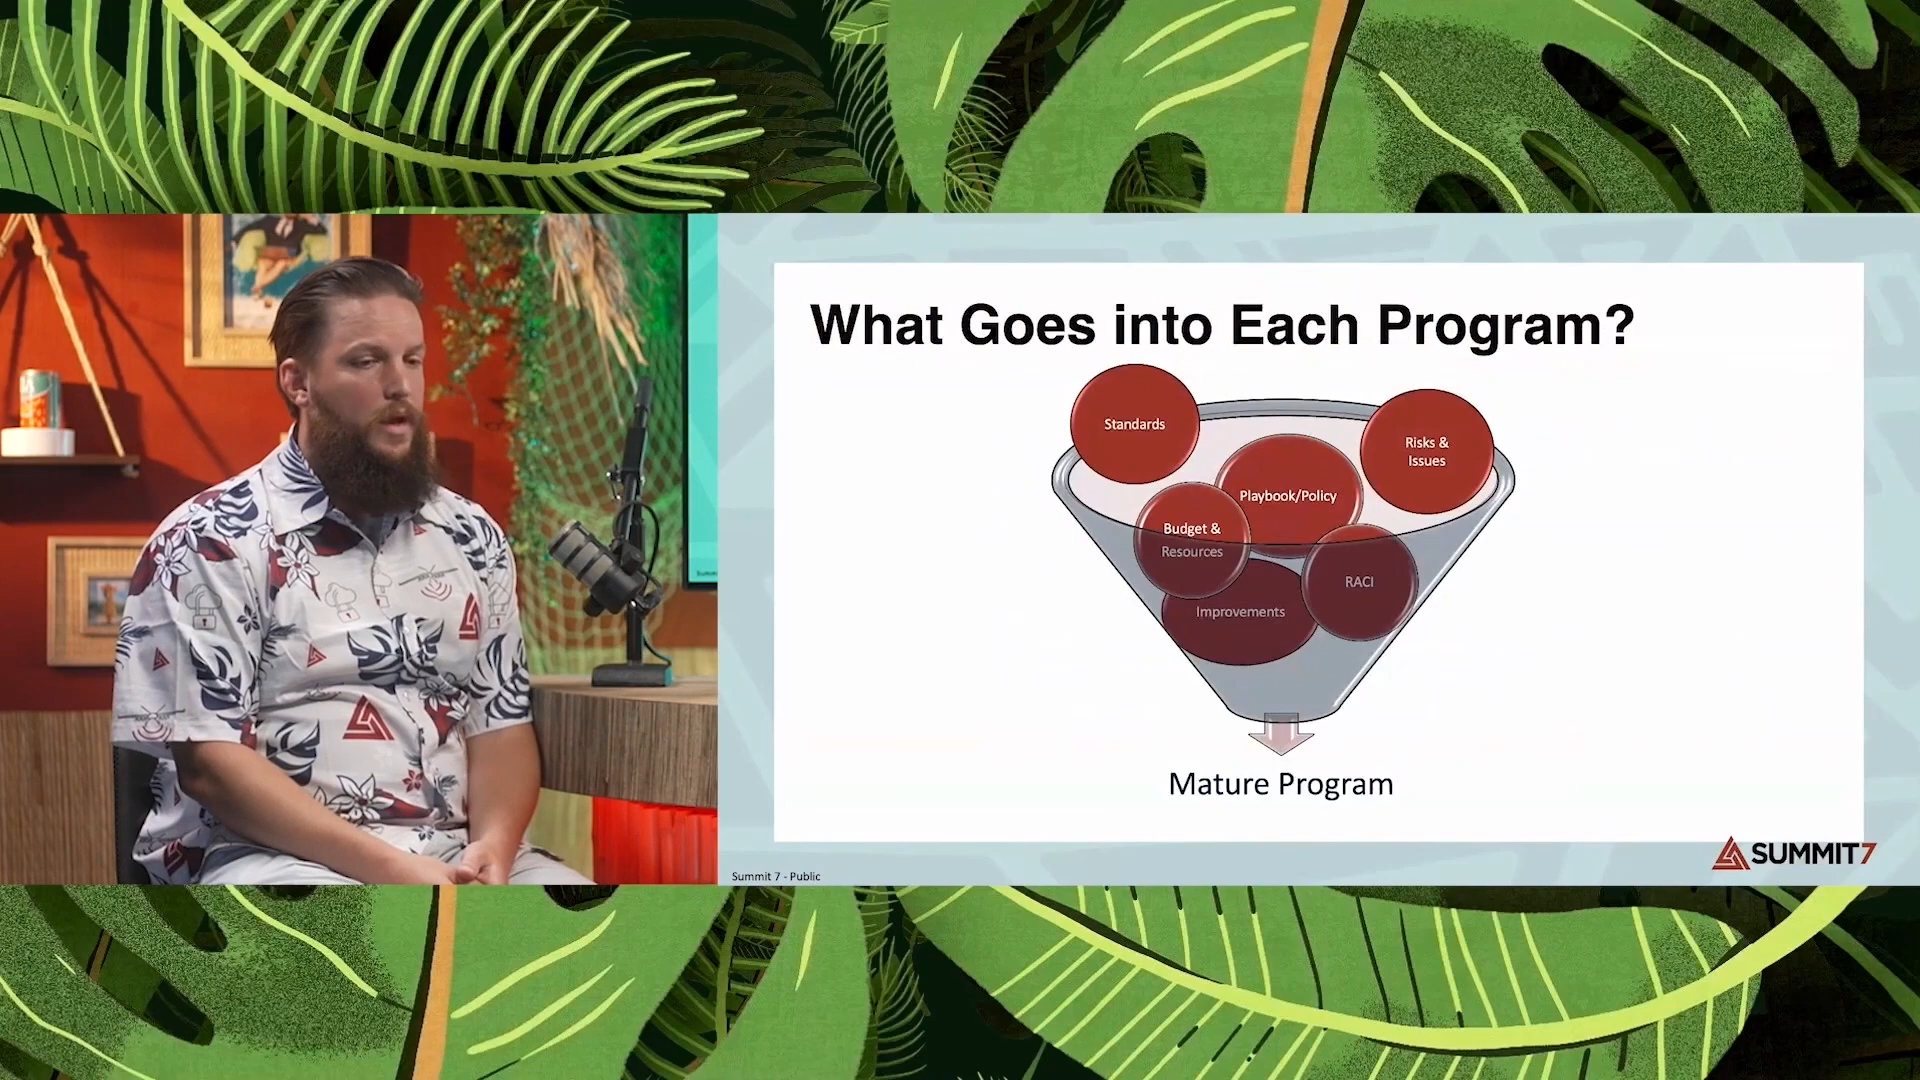 What Goes into Each Program?
Standards
Risks &
Issues
Playbook/Policy
Budget &
Resources
RACI
Improvements
Mature Program
SUMMIT7
Summit 7 - Public